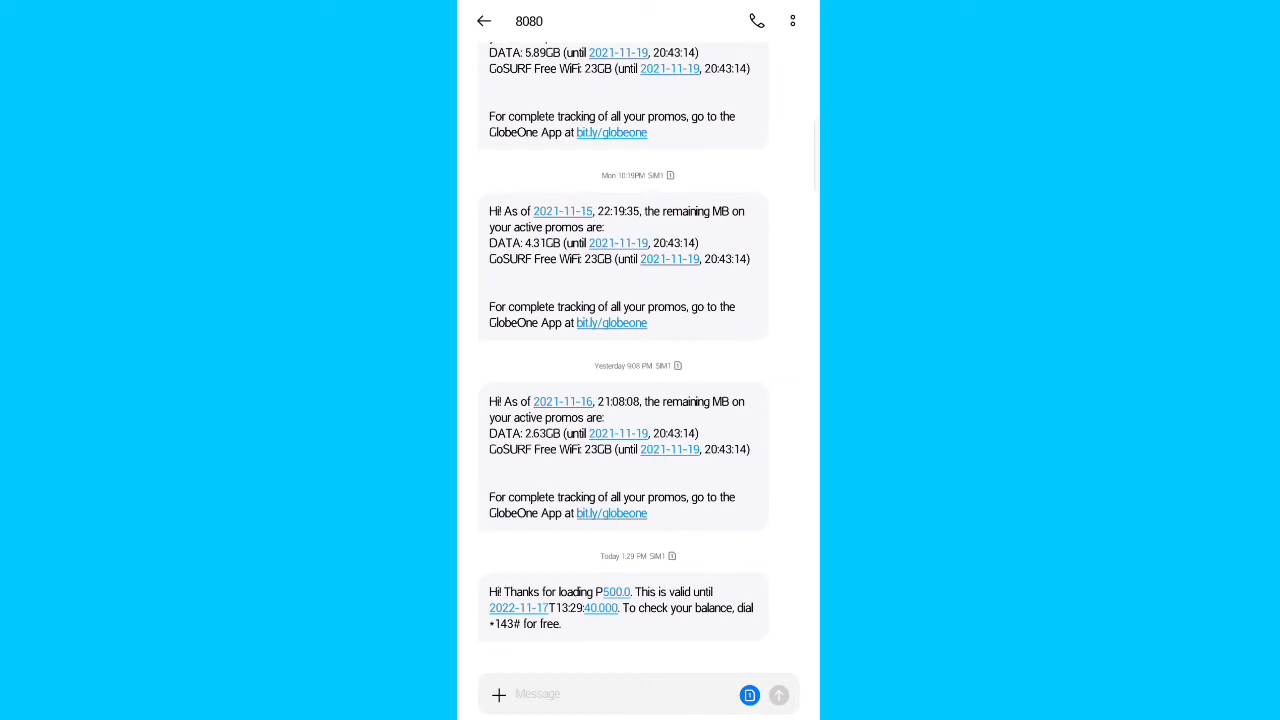 8080
DATA: 5.89GB (until 2021-11-19, 20:43:14)
GoSURF Free WiFi: 23GB (until 2021-11-19, 20:43:14)
For complete tracking of all your promos, go to the
GlobeOne App at bit.ly/globeone
Mon 10:19PM SIM1 1
Hi! As of 2021-11-15, 22:19:35, the remaining MB on
your active promos are:
DATA: 4.31GB (until 2021-11-19, 20:43:14)
GoSURF Free WiFi: 23GB (until 2021-11-19, 20:43:14)
For complete tracking of all your promos, go to the
GlobeOne App at bit.ly/globeone
Yesterday 9:08 PM SIM1 1
Hi! As of 2021-11-16, 21:08:08, the remaining MB on
your active promos are:
DATA: 2.63GB (until 2021-11-19, 20:43:14)
GoSURF Free WiFi: 23GB (until 2021-11-19, 20:43:14)
For complete tracking of all your promos, go to the
GlobeOne App at bit.ly/globeone
Today 1:29 PM SIM1 1
Hi! Thanks for loading P500.0. This is valid until
2022-11-17T13:29:40.000. To check your balance, dial
*143# for free.
Message 1